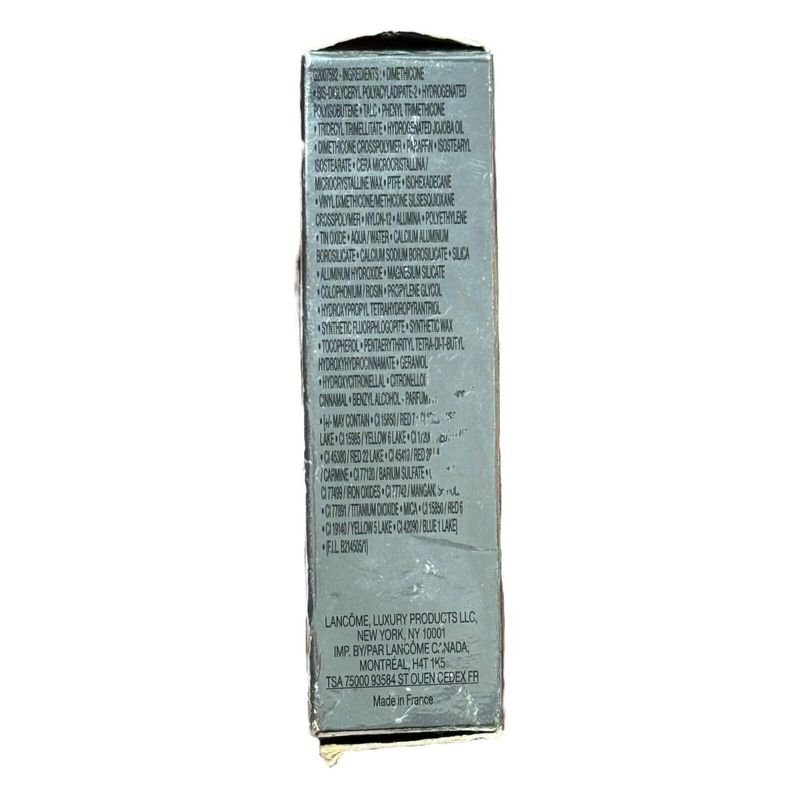 G2007592 - INGREDIENTS: • DIMETHICONE
• BIS-DIGLYCERYL POLYACYLADIPATE-2 • HYDROGENATED
POLYISOBUTENE • TALC • PHENYL TRIMETHICONE
• TRIDECYL TRIMELLITATE • HYDROGENATED JOJOBA OIL
• DIMETHICONE CROSSPOLYMER • PARAFFIN • ISOSTEARYL
ISOSTEARATE • CERA MICROCRISTALLINA /
MICROCRYSTALLINE WAX • PTFE • ISOHEXADECANE
• VINYL DIMETHICONE/METHICONE SILSESQUIOXANE
CROSSPOLYMER • NYLON-12 • ALUMINA • POLYETHYLENE
• TIN OXIDE • AQUA / WATER • CALCIUM ALUMINUM
BOROSILICATE • CALCIUM SODIUM BOROSILICATE • SILICA
• ALUMINUM HYDROXIDE • MAGNESIUM SILICATE
• COLOPHONIUM / ROSIN • PROPYLENE GLYCOL
• HYDROXYPROPYL TETRAHYDROPYRANTRIOL
• SYNTHETIC FLUORPHLOGOPITE • SYNTHETIC WAX
• TOCOPHEROL • PENTAERYTHRITYL TETRA-DI-T-BUTYL
HYDROXYHYDROCINNAMATE • GERANIOL
• HYDROXYCITRONELLAL • CITRONELLOL
CINNAMAL • BENZYL ALCOHOL - PARFUM
• [+/- MAY CONTAIN • CI 15850 / RED 7 • CI
LAKE • CI 15985 / YELLOW 6 LAKE • CI
• CI 45380 / RED 22 LAKE • CI 45410 / RED
/ CARMINE • CI 77120 / BARIUM SULFATE •
CI 77499 / IRON OXIDES • CI 77742 /
• CI 77891 / TITANIUM DIOXIDE • MICA • CI 15850 / RED 6
• CI 19140 / YELLOW 5 LAKE • CI 42090 / BLUE 1 LAKE]
• (F.I.L. B214505/1)
LANCÔME, LUXURY PRODUCTS LLC,
NEW YORK, NY 10001
IMP. BY/PAR LANCÔME CANADA,
MONTRÉAL, H4T 1K5
TSA 75000 93584 ST OUEN CEDEX FR
Made in France